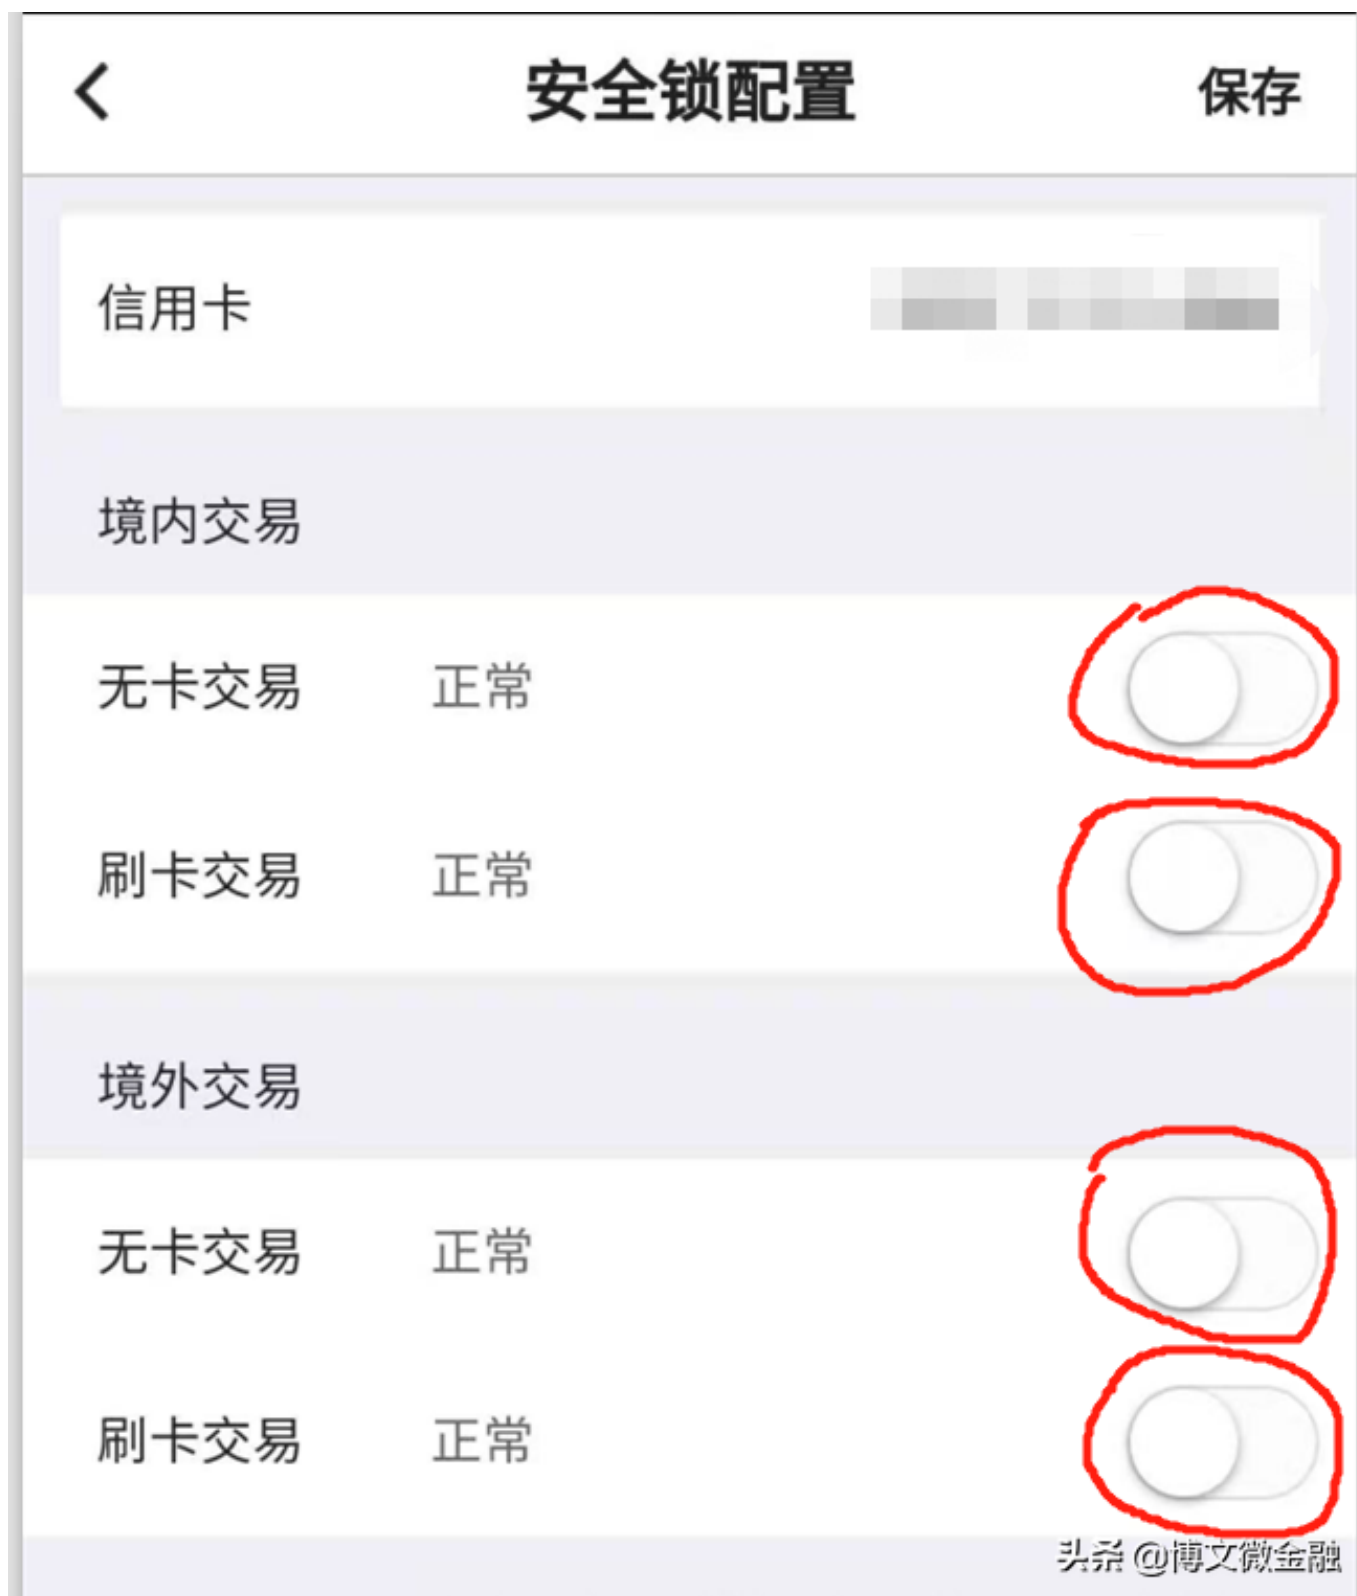 安全锁配置 保存
信用卡
境内交易
无卡交易 正常
刷卡交易 正常
境外交易
无卡交易 正常
刷卡交易 正常
头条 @博文微金融